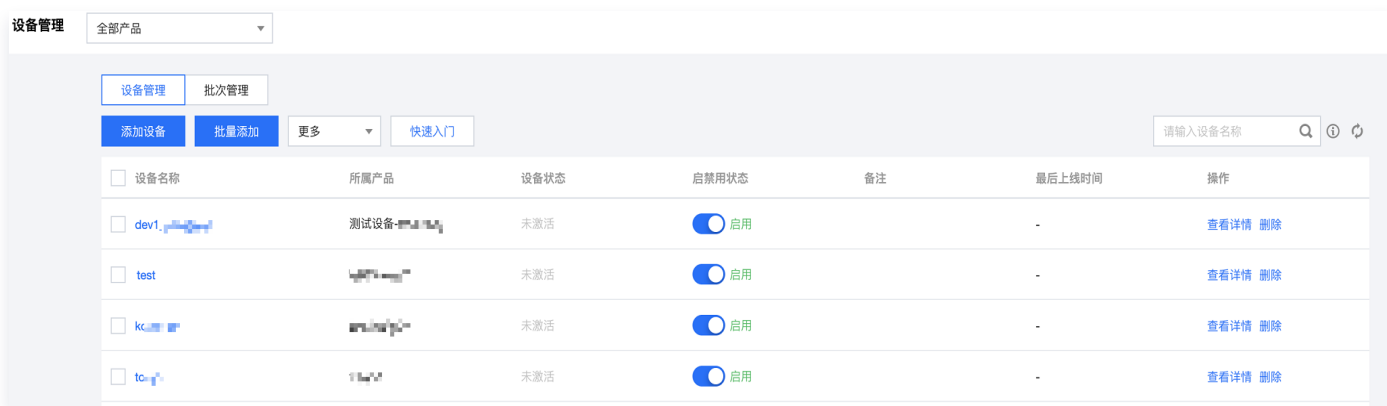 设备管理 全部产品
设备管理 批次管理
添加设备 批量添加 更多 快速入门 请输入设备名称
设备名称 所属产品 设备状态 启禁用状态 备注 最后上线时间 操作
dev1_ 测试设备- 未激活 启用 - 查看详情 删除
test 未激活 启用 - 查看详情 删除
未激活 启用 - 查看详情 删除
未激活 启用 - 查看详情 删除